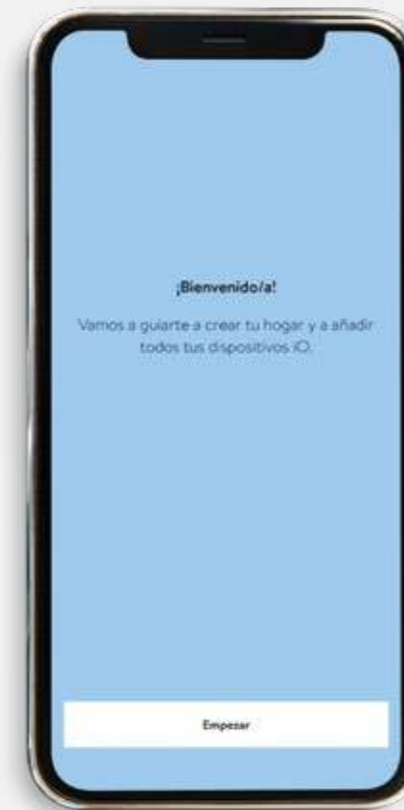 ¡Bienvenido/a!
Vamos a guiarte a crear tu hogar y a añadir
todos tus dispositivos iO.
Empezar